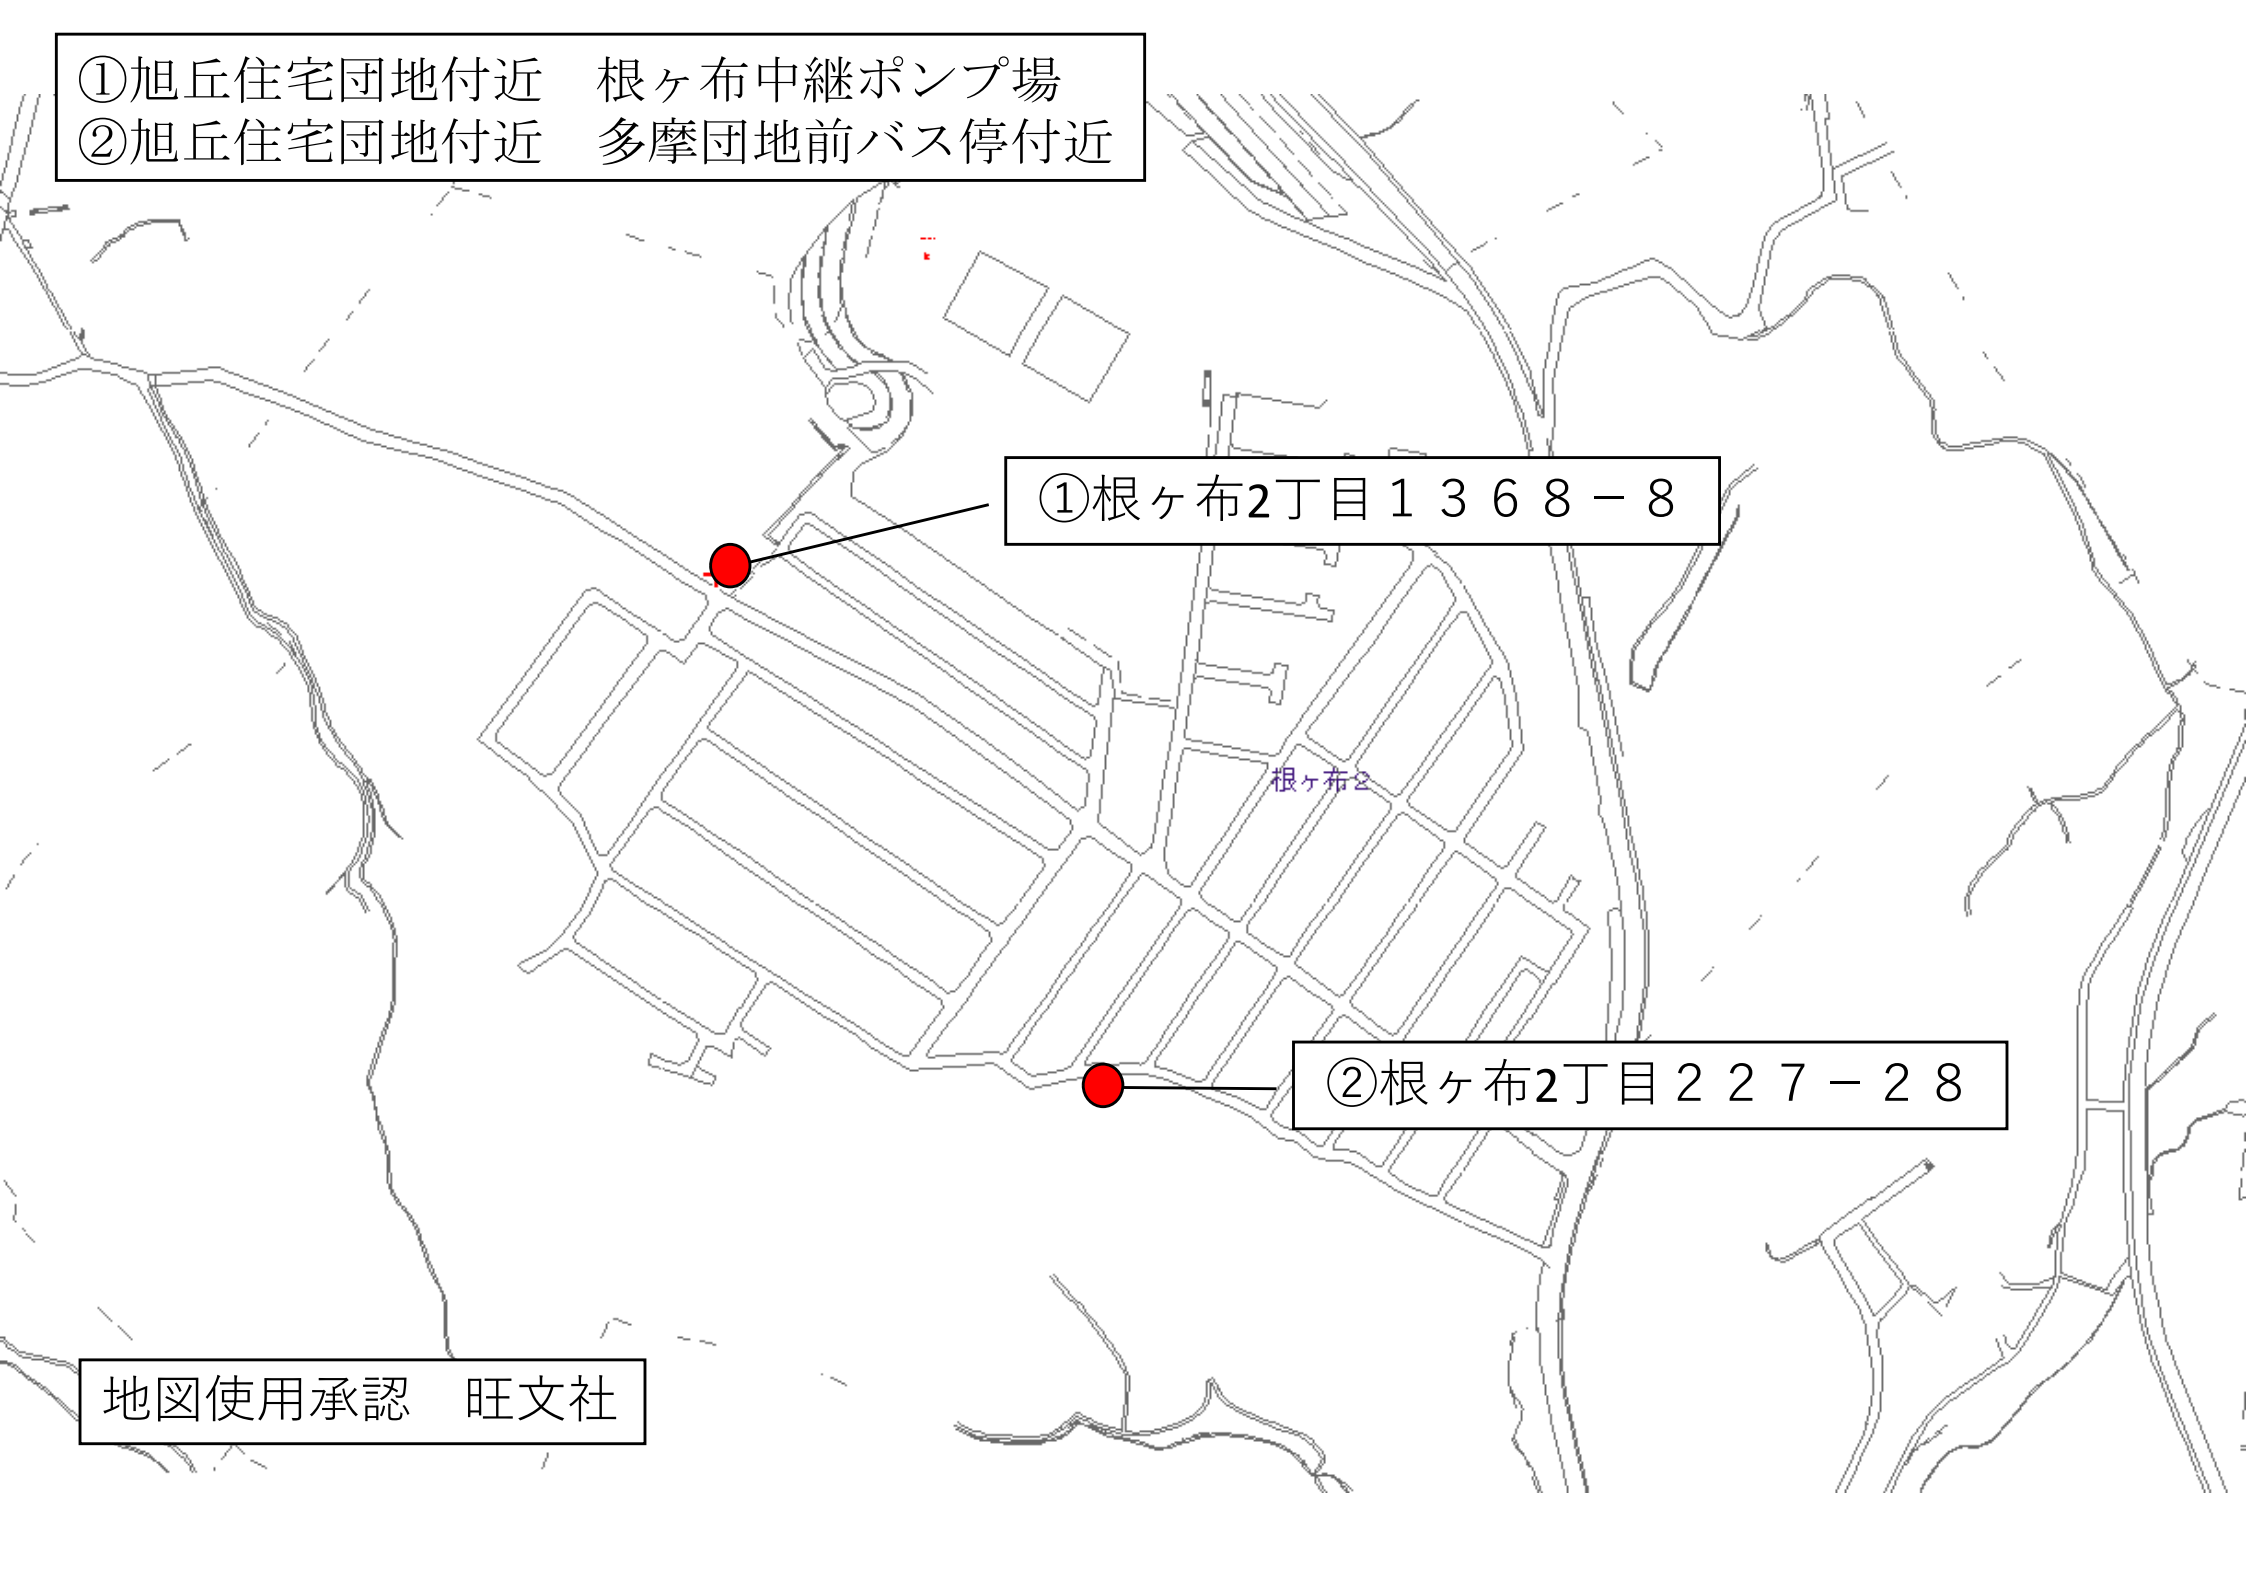 ①旭丘住宅団地付近　根ヶ布中継ポンプ場
②旭丘住宅団地付近　多摩団地前バス停付近
①根ヶ布2丁目１３６８－８
根ヶ布２
②根ヶ布2丁目２２７－２８
地図使用承認　旺文社